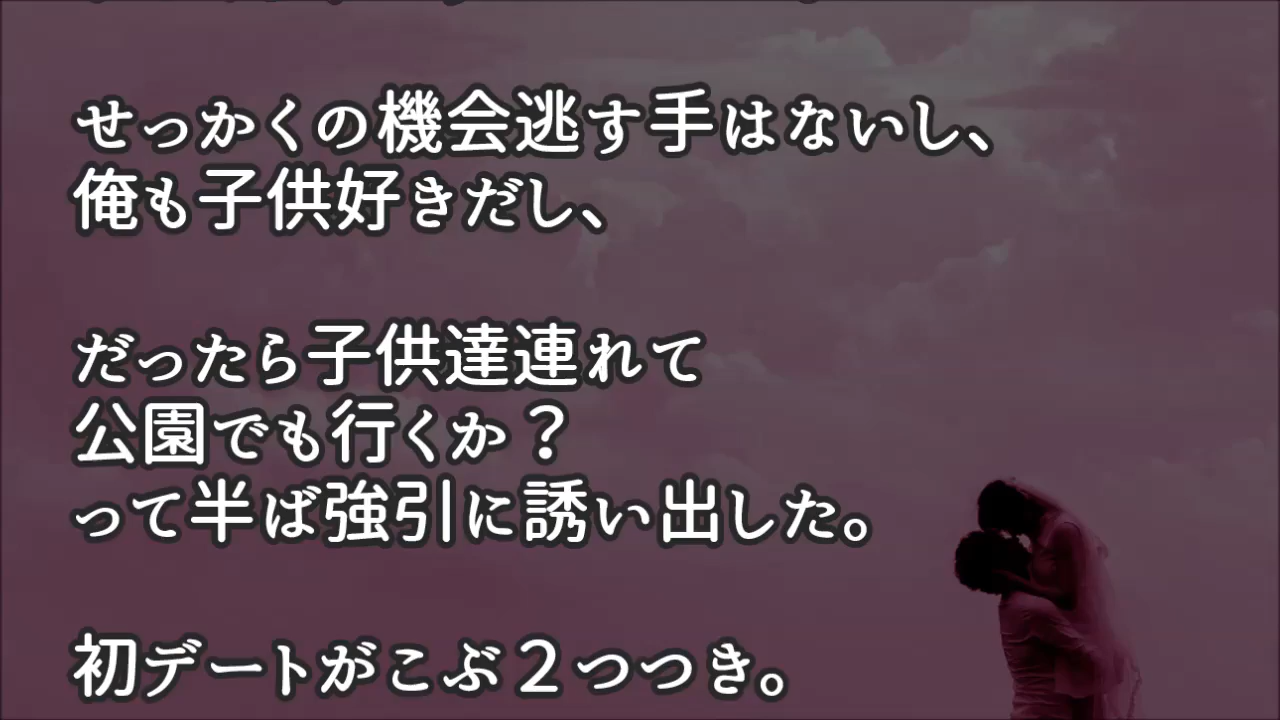 せっかくの機会逃す手はないし、
俺も子供好きだし、
だったら子供達連れて
公園でも行くか？
って半ば強引に誘い出した。
初デートがこぶ２つつき。